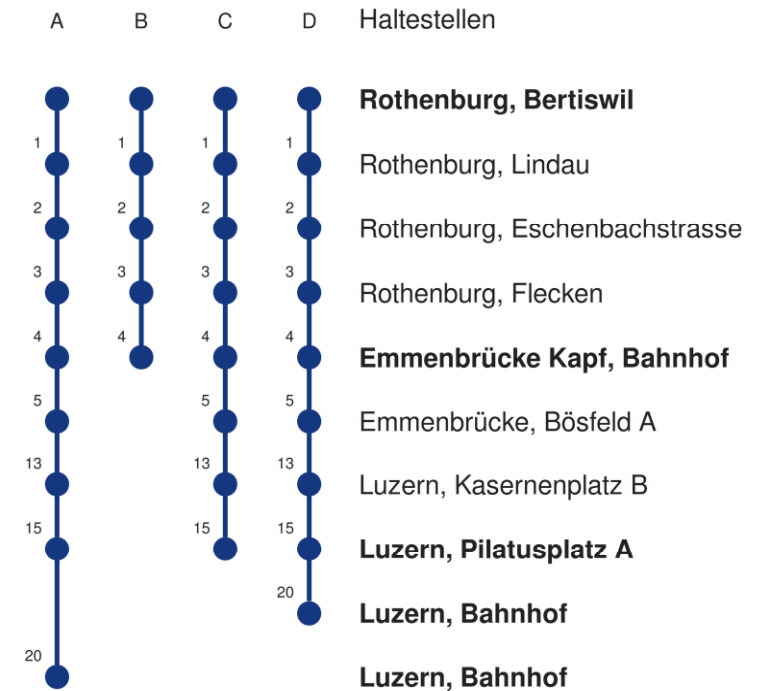 A B C D Haltestellen
Rothenburg, Bertiswil
1 1 1 1
Rothenburg, Lindau
2 2 2 2
Rothenburg, Eschenbachstrasse
3 3 3 3
Rothenburg, Flecken
4 4 4 4
Emmenbrücke Kapf, Bahnhof
5 5 5
Emmenbrücke, Bösfeld A
13 13 13
Luzern, Kasernenplatz B
15 15 15
Luzern, Pilatusplatz A
20
Luzern, Bahnhof
20
Luzern, Bahnhof